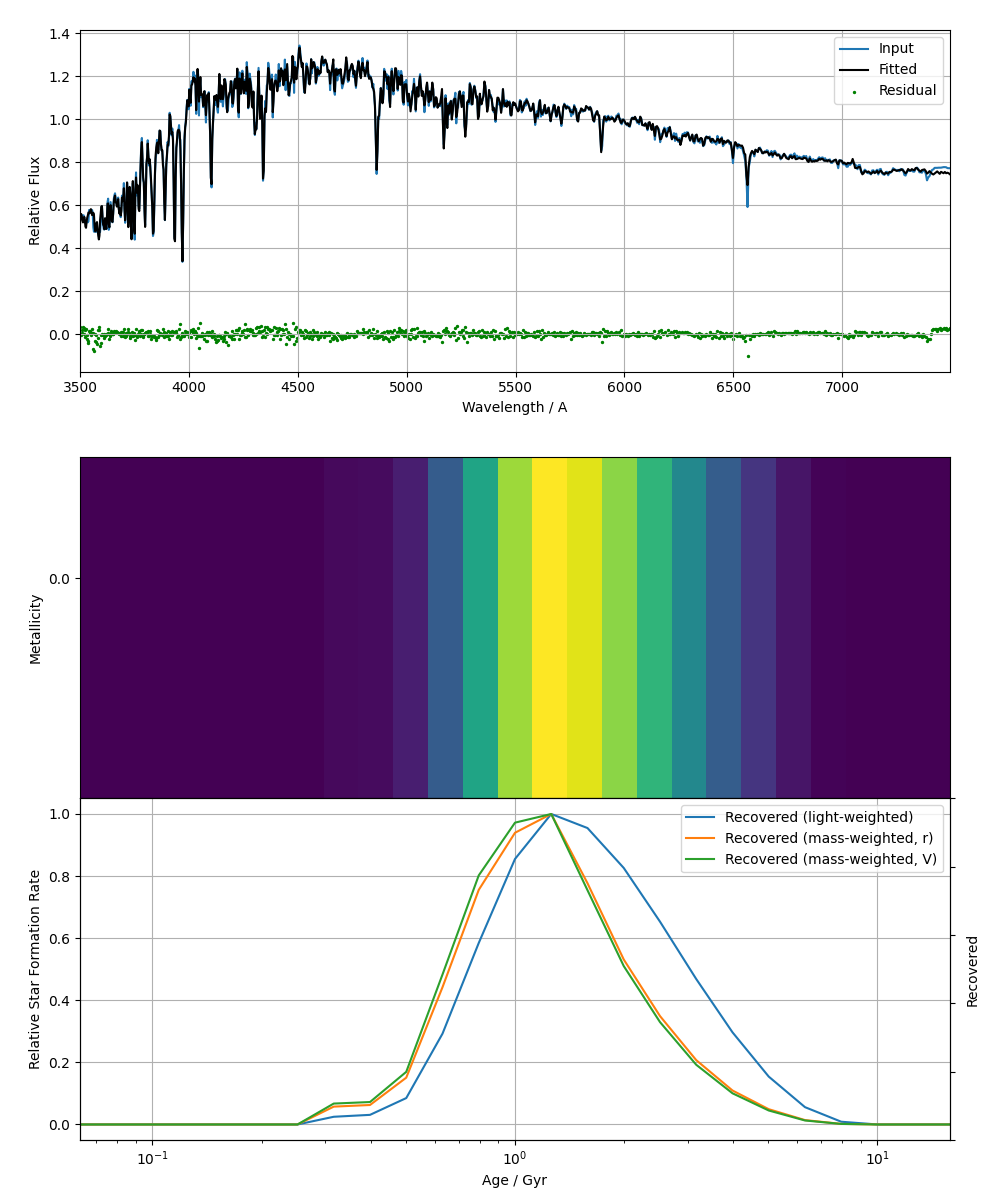 1.4
1.2
1.0
0.8
0.6
0.4
0.2
0.0
Relative Flux
Input
Fitted
Residual
3500 4000 4500 5000 5500 6000 6500 7000
Wavelength / A
0.0
Metallicity
1.0
0.8
0.6
0.4
0.2
0.0
Relative Star Formation Rate
Recovered (light-weighted)
Recovered (mass-weighted, r)
Recovered (mass-weighted, V)
Recovered
10⁻¹ 10⁰ 10¹
Age / Gyr